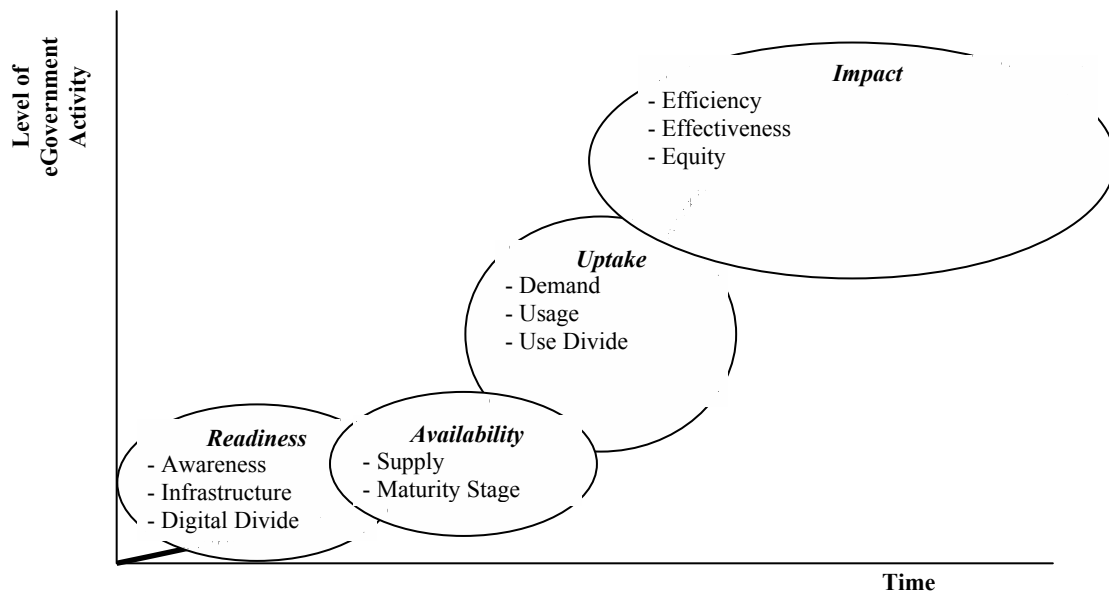 Level of
eGovernment
Activity
Impact
- Efficiency
- Effectiveness
- Equity
Uptake
- Demand
- Usage
- Use Divide
Readiness
- Awareness
- Infrastructure
- Digital Divide
Availability
- Supply
- Maturity Stage
Time